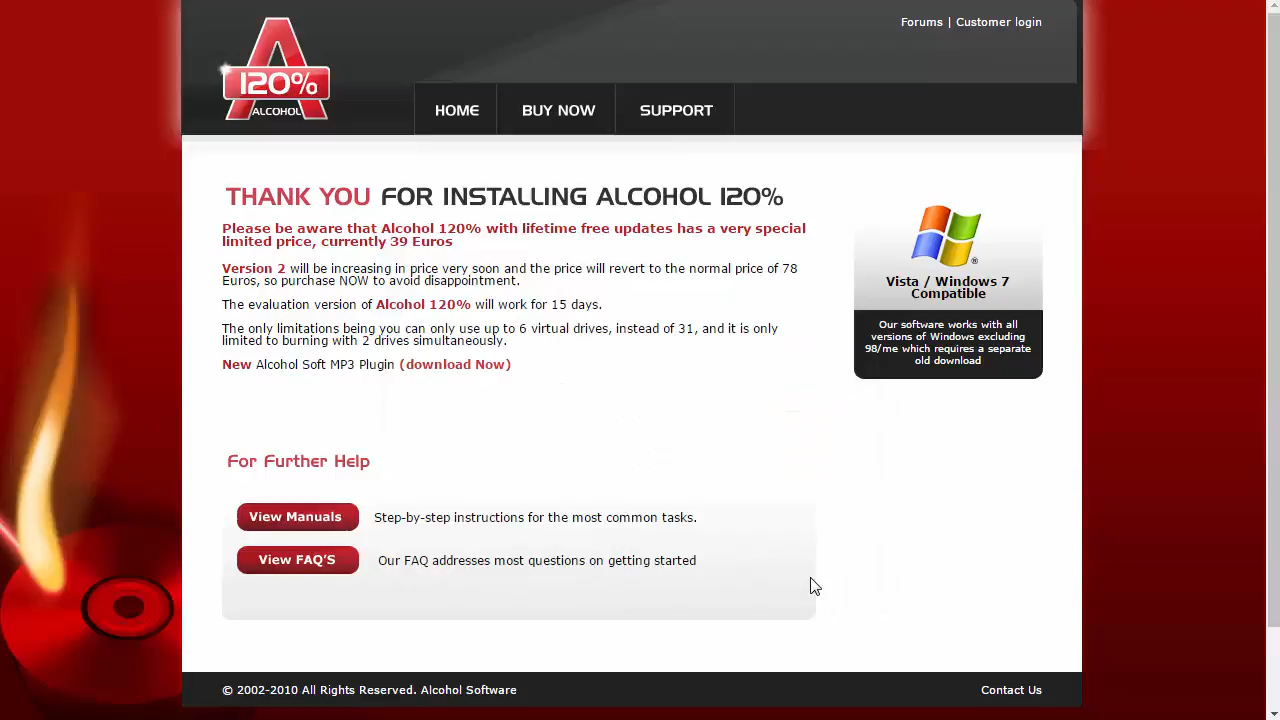 Forums | Customer login
120%
ALCOHOL
HOME BUY NOW SUPPORT
THANK YOU FOR INSTALLING ALCOHOL 120%
Please be aware that Alcohol 120% with lifetime free updates has a very special
limited price, currently 39 Euros
Version 2 will be increasing in price very soon and the price will revert to the normal price of 78
Euros, so purchase NOW to avoid disappointment.
The evaluation version of Alcohol 120% will work for 15 days.
The only limitations being you can only use up to 6 virtual drives, instead of 31, and it is only
limited to burning with 2 drives simultaneously.
New Alcohol Soft MP3 Plugin (download Now)
®
Vista / Windows 7
Compatible
Our software works with all
versions of Windows excluding
98/me which requires a separate
old download
For Further Help
View Manuals Step-by-step instructions for the most common tasks.
View FAQ'S Our FAQ addresses most questions on getting started
© 2002-2010 All Rights Reserved. Alcohol Software
Contact Us